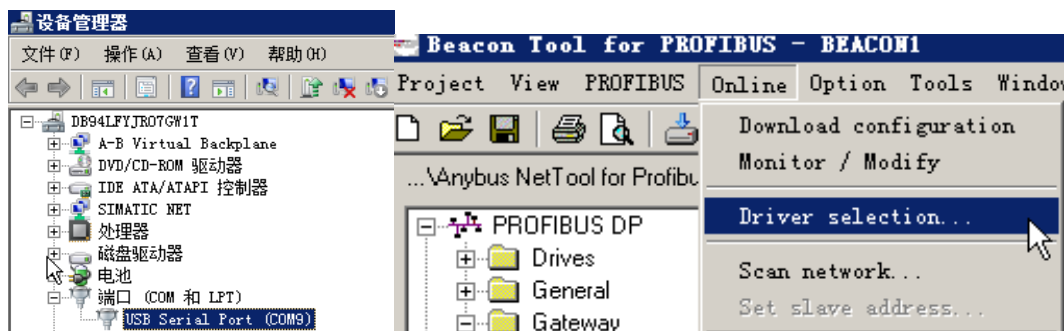 设备管理器
文件(F) 操作(A) 查看(V) 帮助(H)
DB94LFYJRO7GW1T
A-B Virtual Backplane
DVD/CD-ROM 驱动器
IDE ATA/ATAPI 控制器
SIMATIC NET
处理器
磁盘驱动器
电池
端口 (COM 和 LPT)
USB Serial Port (COM9)
Beacon Tool for PROFIBUS - BEACON1
Project View PROFIBUS Online Option Tools Window
...\Anybus NetTool for Profibu
PROFIBUS DP
Drives
General
Gateway
Download configuration
Monitor / Modify
Driver selection...
Scan network...
Set slave address...